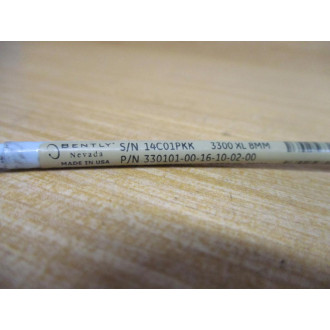 BENTLY
Nevada
MADE IN USA
S/N 14C01PKK 3300 XL 8MM
P/N 330101-00-16-10-02-00